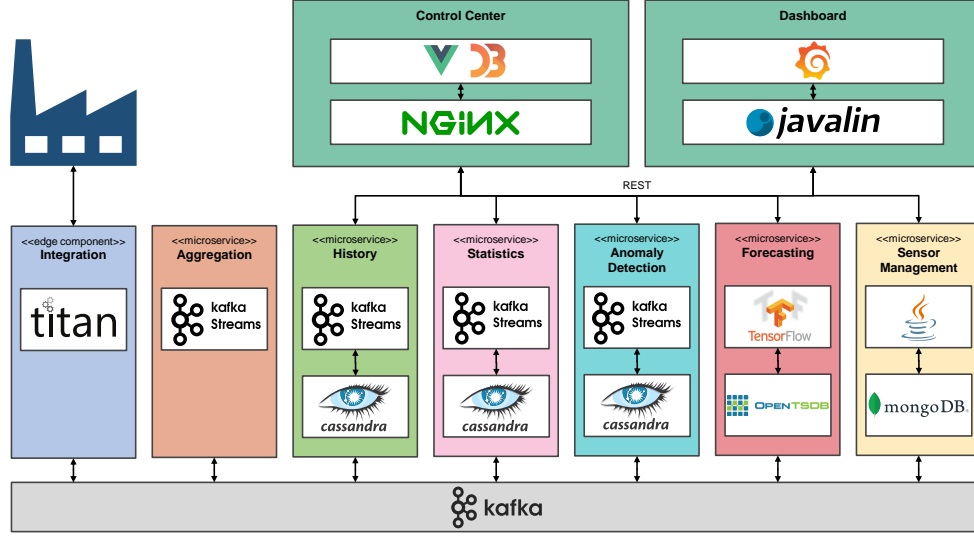 Control Center
Dashboard
D3
NGINX
javalin
REST
<<edge component>>
Integration
<<microservice>>
Aggregation
<<microservice>>
History
<<microservice>>
Statistics
<<microservice>>
Anomaly
Detection
<<microservice>>
Forecasting
<<microservice>>
Sensor
Management
titan
kafka
Streams
kafka
Streams
kafka
Streams
kafka
Streams
TensorFlow
cassandra
cassandra
cassandra
OPENTSDB
mongoDB
kafka